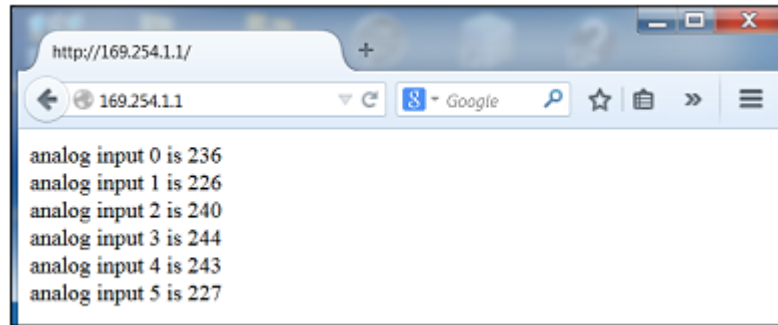 http://169.254.1.1/
169.254.1.1
8 Google
analog input 0 is 236
analog input 1 is 226
analog input 2 is 240
analog input 3 is 244
analog input 4 is 243
analog input 5 is 227